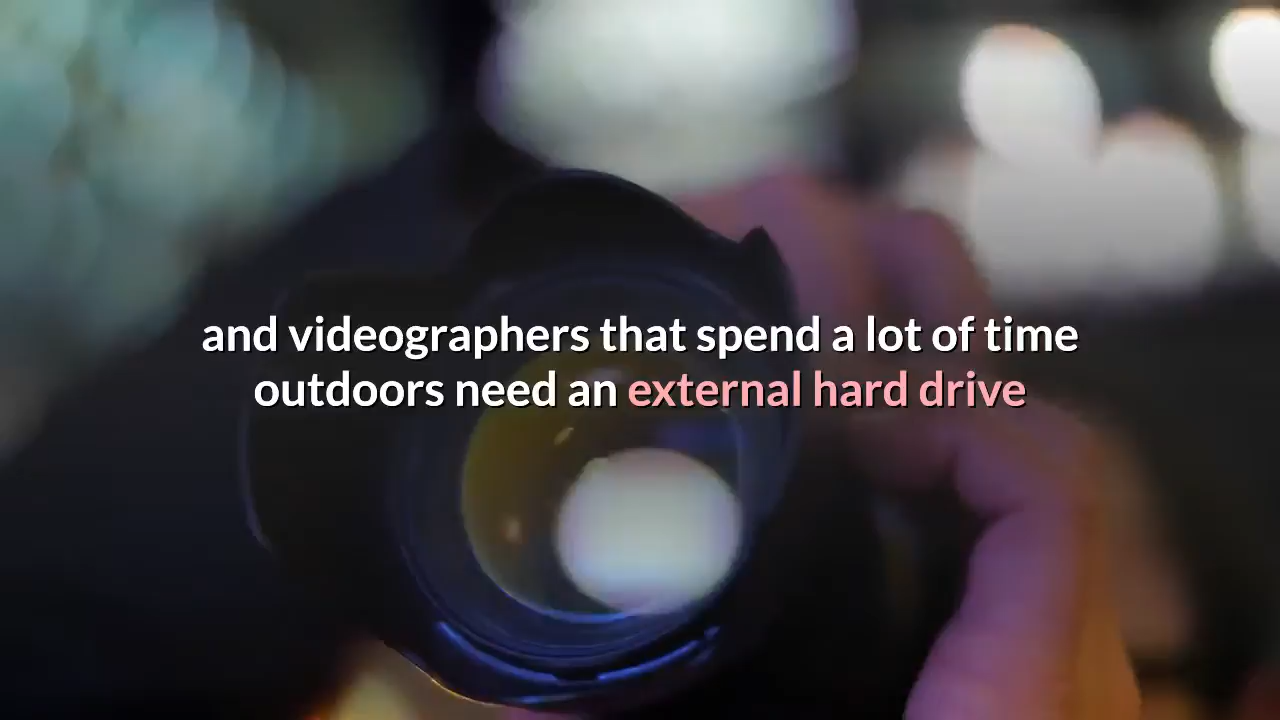 and videographers that spend a lot of time
outdoors need an external hard drive